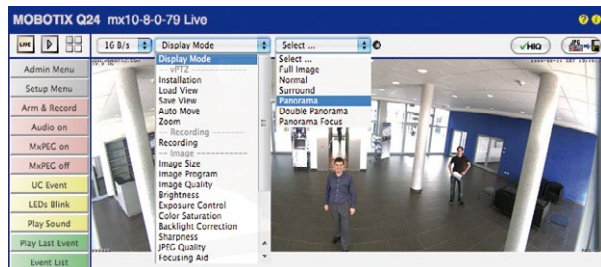 MOBOTIX Q24 mx10-8-0-79 Live
LIVE
16 B/s
Display Mode
Select ...
HIQ
JPG
Admin Menu
Setup Menu
Arm & Record
Audio on
MxPEG on
MxPEG off
UC Event
LEDs Blink
Play Sound
Play Last Event
Event List
Display Mode
vPTZ
Installation
Load View
Save View
Auto Move
Zoom
Recording
Recording
Image
Image Size
Image Program
Image Quality
Brightness
Exposure Control
Color Saturation
Backlight Correction
Sharpness
JPEG Quality
Focusing Aid
Select ...
Full Image
Normal
Surround
Panorama
Double Panorama
Panorama Focus